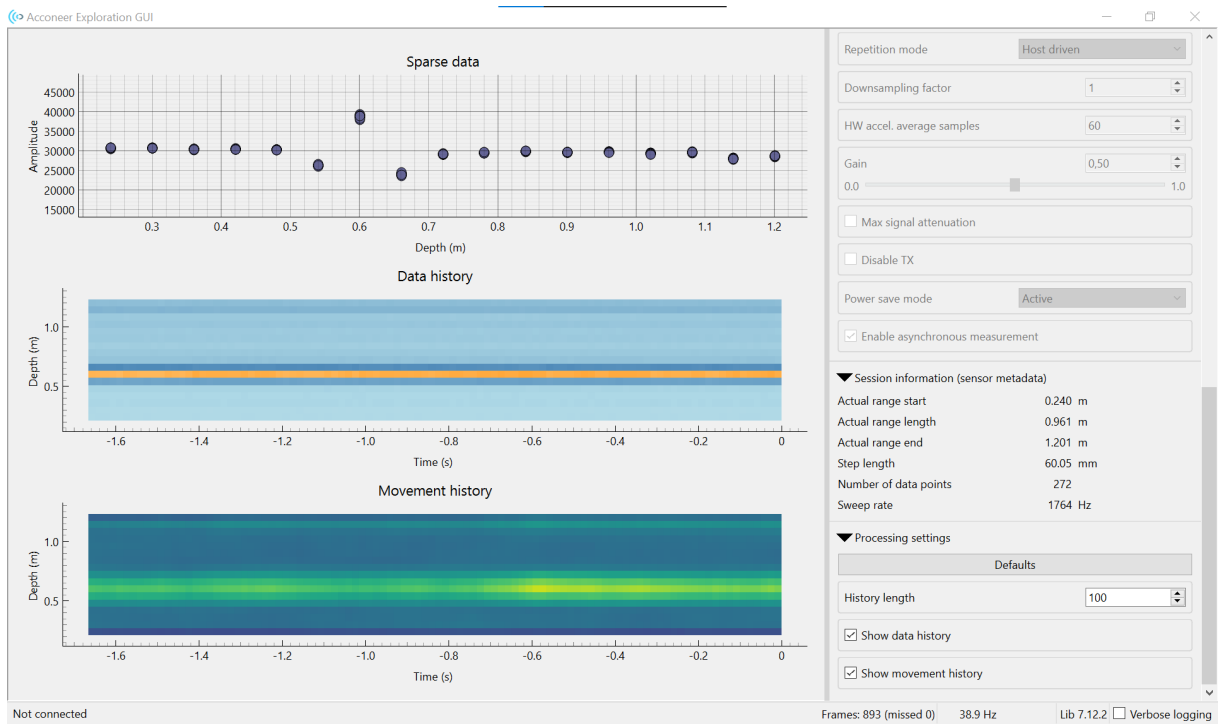 Acconeer Exploration GUI
Sparse data
45000
40000
35000
30000
25000
20000
15000
Amplitude
0.3 0.4 0.5 0.6 0.7 0.8 0.9 1.0 1.1 1.2
Depth (m)
Data history
1.0
0.5
Depth (m)
-1.6 -1.4 -1.2 -1.0 -0.8 -0.6 -0.4 -0.2 0
Time (s)
Movement history
1.0
0.5
Depth (m)
-1.6 -1.4 -1.2 -1.0 -0.8 -0.6 -0.4 -0.2 0
Time (s)
Repetition mode Host driven
Downsampling factor 1
HW accel. average samples 60
Gain 0,50
0.0 1.0
Max signal attenuation
Disable TX
Power save mode Active
Enable asynchronous measurement
Session information (sensor metadata)
Actual range start 0.240 m
Actual range length 0.961 m
Actual range end 1.201 m
Step length 60.05 mm
Number of data points 272
Sweep rate 1764 Hz
Processing settings
Defaults
History length 100
Show data history
Show movement history
Not connected Frames: 893 (missed 0) 38.9 Hz Lib 7.12.2 Verbose logging